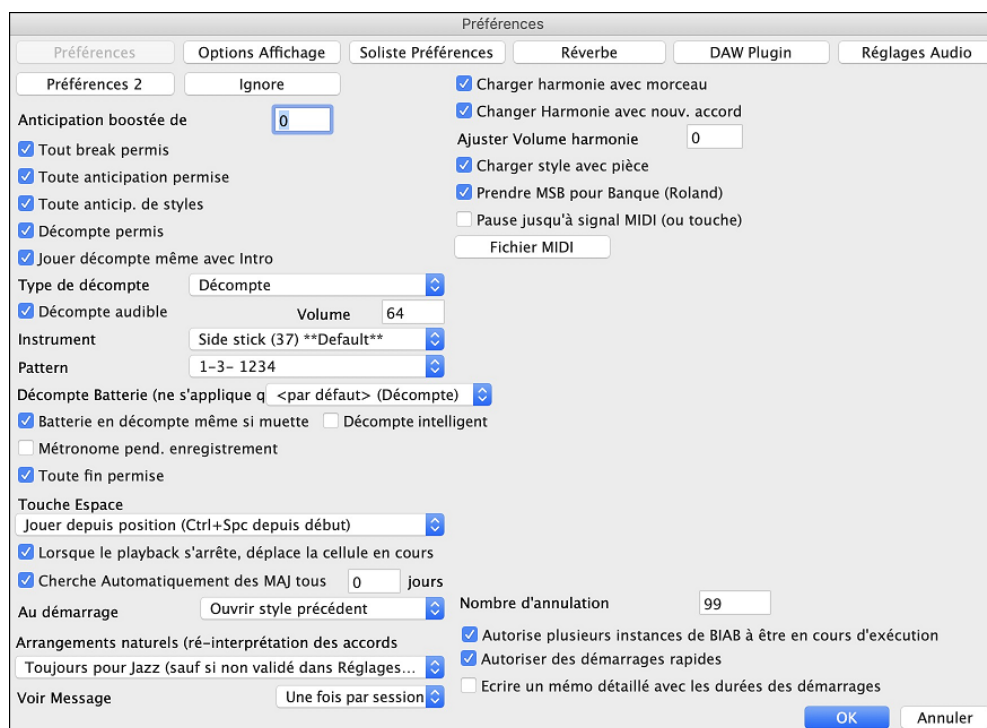 Préférences
Préférences
Options Affichage
Soliste Préférences
Réverbe
DAW Plugin
Réglages Audio
Préférences 2
Ignore
Anticipation boostée de 0
Tout break permis
Toute anticipation permise
Toute anticip. de styles
Décompte permis
Jouer décompte même avec Intro
Type de décompte Décompte
Décompte audible Volume 64
Instrument Side stick (37) **Default**
Pattern 1-3- 1234
Décompte Batterie (ne s'applique q <par défaut> (Décompte)
Batterie en décompte même si muette Décompte intelligent
Métronome pend. enregistrement
Toute fin permise
Touche Espace
Jouer depuis position (Ctrl+Spc depuis début)
Lorsque le playback s'arrête, déplace la cellule en cours
Cherche Automatiquement des MAJ tous 0 jours
Au démarrage Ouvrir style précédent
Arrangements naturels (ré-interprétation des accords
Toujours pour Jazz (sauf si non validé dans Réglages...
Voir Message Une fois par session
Charger harmonie avec morceau
Changer Harmonie avec nouv. accord
Ajuster Volume harmonie 0
Charger style avec pièce
Prendre MSB pour Banque (Roland)
Pause jusqu'à signal MIDI (ou touche)
Fichier MIDI
Nombre d'annulation 99
Autorise plusieurs instances de BIAB à être en cours d'exécution
Autoriser des démarrages rapides
Ecrire un mémo détaillé avec les durées des démarrages
OK
Annuler